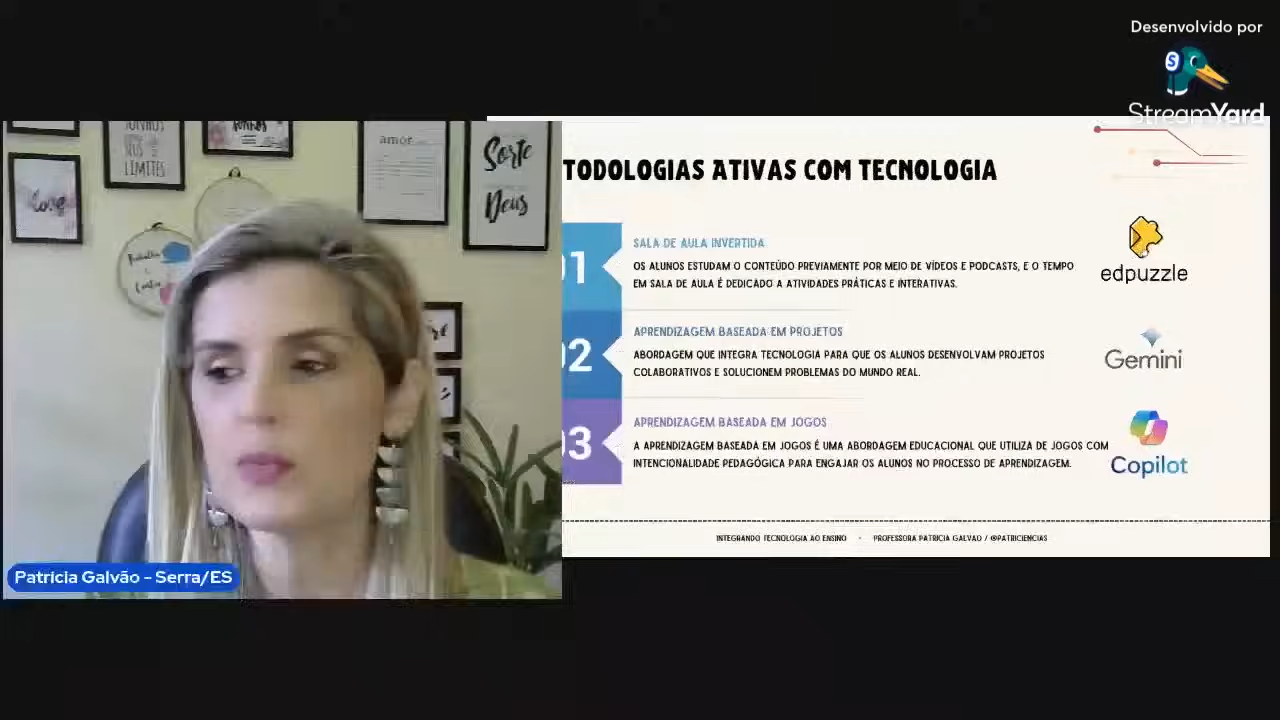 Desenvolvido por
StreamYard
SEUS
LIMITES
love
amor
Sorte
Deus
TODOLOGIAS ATIVAS COM TECNOLOGIA
SALA DE AULA INVERTIDA
OS ALUNOS ESTUDAM O CONTEÚDO PREVIAMENTE POR MEIO DE VÍDEOS E PODCASTS, E O TEMPO
EM SALA DE AULA É DEDICADO A ATIVIDADES PRÁTICAS E INTERATIVAS.
edpuzzle
02
APRENDIZAGEM BASEADA EM PROJETOS
ABORDAGEM QUE INTEGRA TECNOLOGIA PARA QUE OS ALUNOS DESENVOLVAM PROJETOS
COLABORATIVOS E SOLUCIONEM PROBLEMAS DO MUNDO REAL.
Gemini
03
APRENDIZAGEM BASEADA EM JOGOS
A APRENDIZAGEM BASEADA EM JOGOS É UMA ABORDAGEM EDUCACIONAL QUE UTILIZA DE JOGOS COM
INTENCIONALIDADE PEDAGÓGICA PARA ENGAJAR OS ALUNOS NO PROCESSO DE APRENDIZAGEM.
Copilot
INTEGRANDO TECNOLOGIA AO ENSINO • PROFESSORA PATRICIA GALVAO / @PATRICIENCIAS
Patricia Galvão - Serra/ES